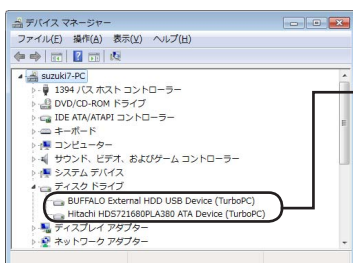 デバイス マネージャー
ファイル(F) 操作(A) 表示(V) ヘルプ(H)
suzuki7-PC
1394 バス ホスト コントローラー
DVD/CD-ROM ドライブ
IDE ATA/ATAPI コントローラー
キーボード
コンピューター
サウンド、ビデオ、およびゲーム コントローラー
システム デバイス
ディスク ドライブ
BUFFALO External HDD USB Device (TurboPC)
Hitachi HDS721680PLA380 ATA Device (TurboPC)
ディスプレイ アダプター
ネットワーク アダプター